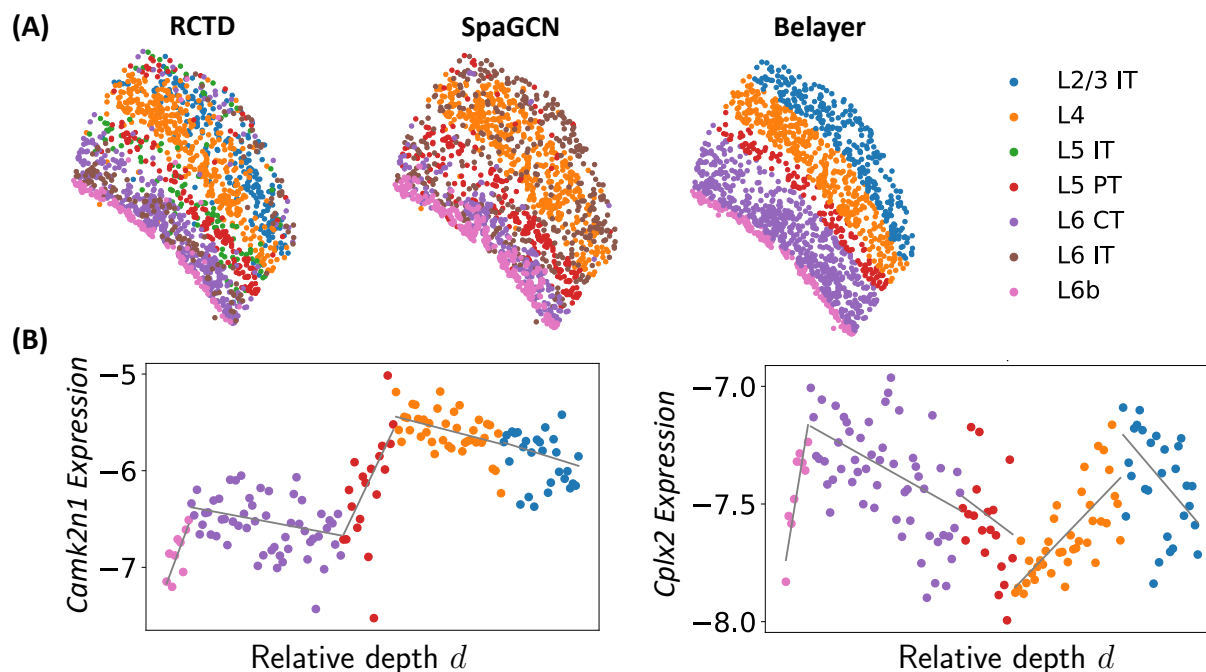 (A)
RCTD
SpaGCN
Belayer
L2/3 IT
L4
L5 IT
L5 PT
L6 CT
L6 IT
L6b
(B)
Camk2n1 Expression
−5
−6
−7
Relative depth d
Cplx2 Expression
−7.0
−7.5
−8.0
Relative depth d